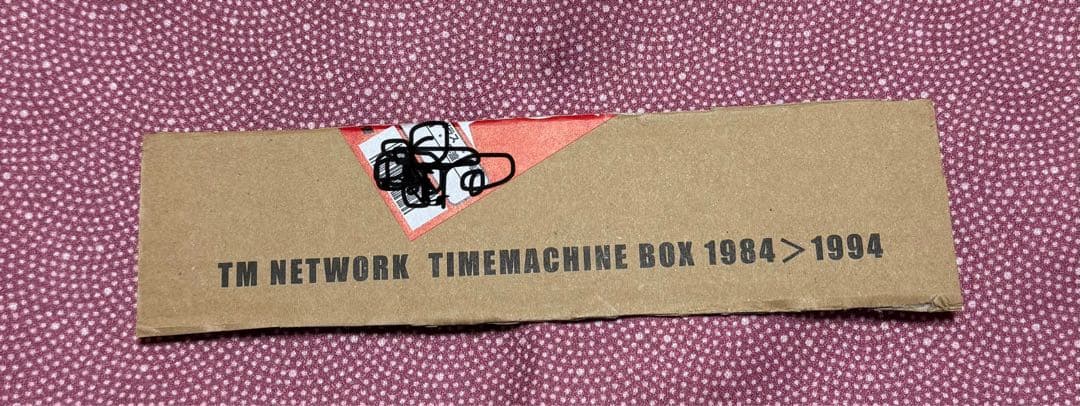 TM NETWORK TIMEMACHINE BOX 1984＞1994